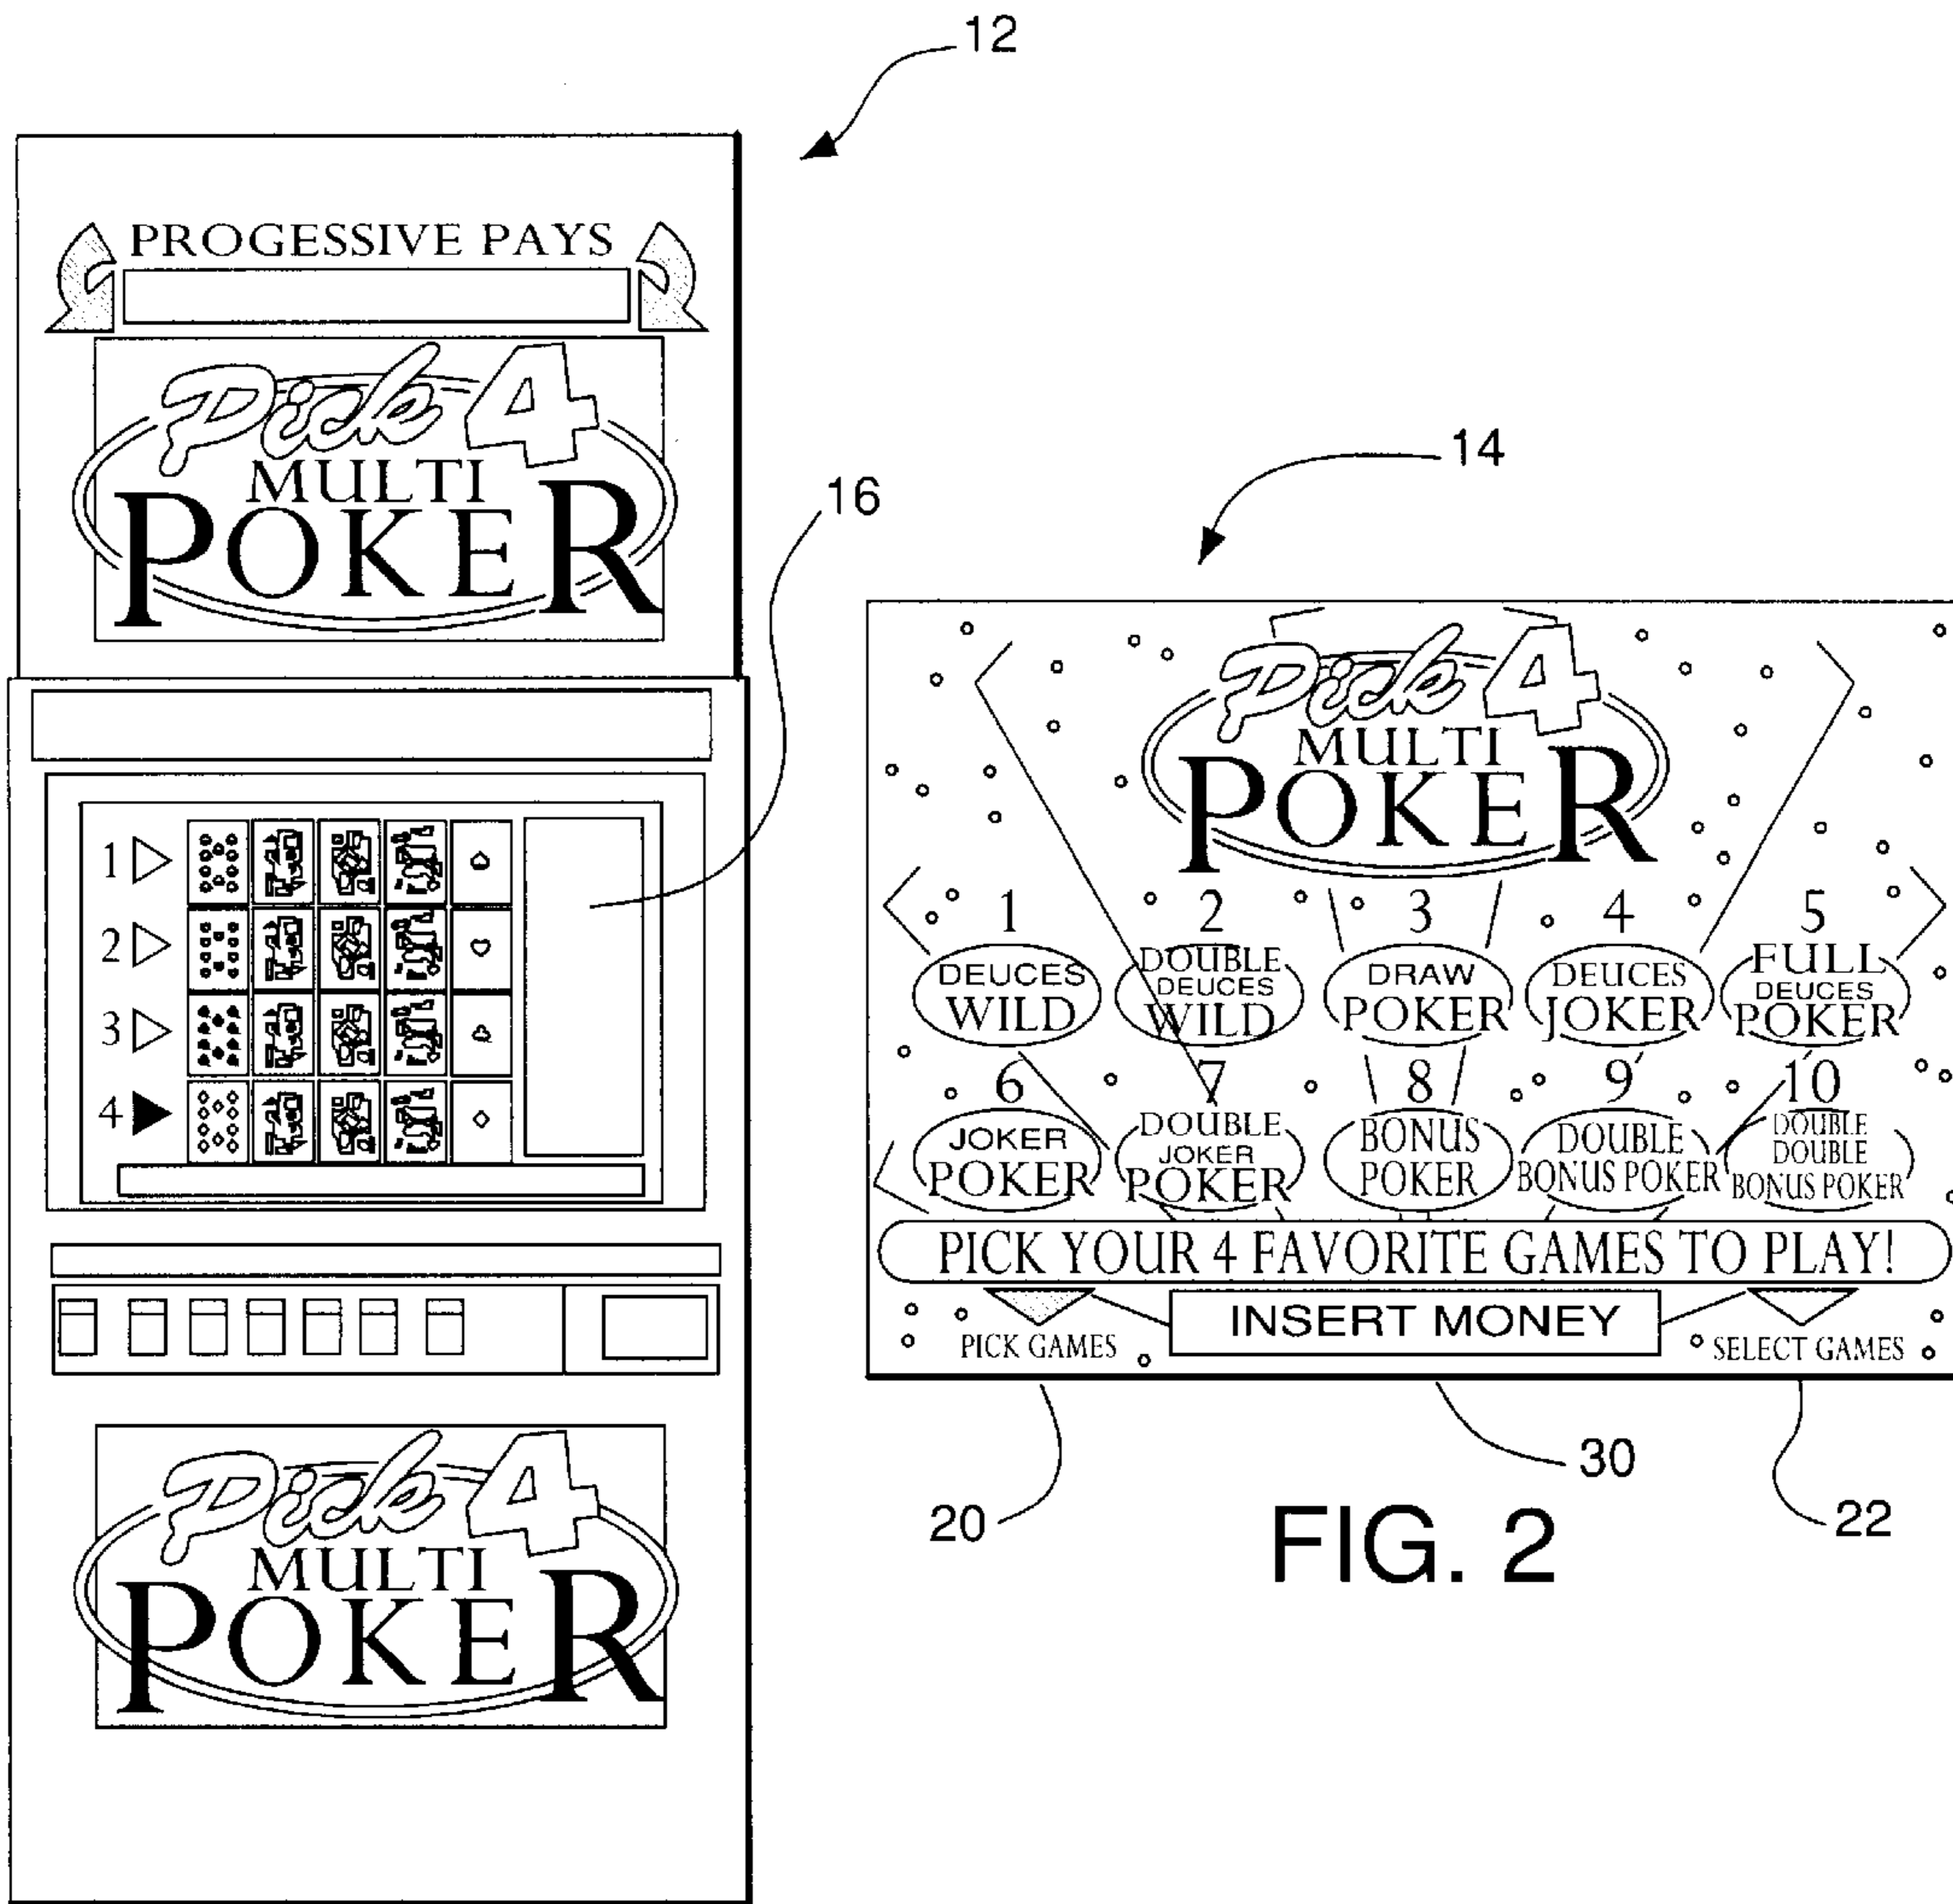 12
PROGESSIVE PAYS
Pick 4
MULTI
POKER
16
1
2
3
4
Pick 4
MULTI
POKER
14
Pick 4
MULTI
POKER
1 2 3 4 5
DEUCES WILD
DOUBLE DEUCES WILD
DRAW POKER
DEUCES JOKER
FULL DEUCES POKER
6 7 8 9 10
JOKER POKER
DOUBLE JOKER POKER
BONUS POKER
DOUBLE BONUS POKER
DOUBLE DOUBLE BONUS POKER
PICK YOUR 4 FAVORITE GAMES TO PLAY!
PICK GAMES
INSERT MONEY
SELECT GAMES
20
30
22
FIG. 2